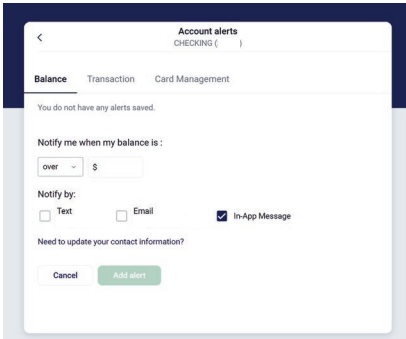 Account alerts
CHECKING ( )
Balance Transaction Card Management
You do not have any alerts saved.
Notify me when my balance is :
over $
Notify by:
Text Email In-App Message
Need to update your contact information?
Cancel Add alert